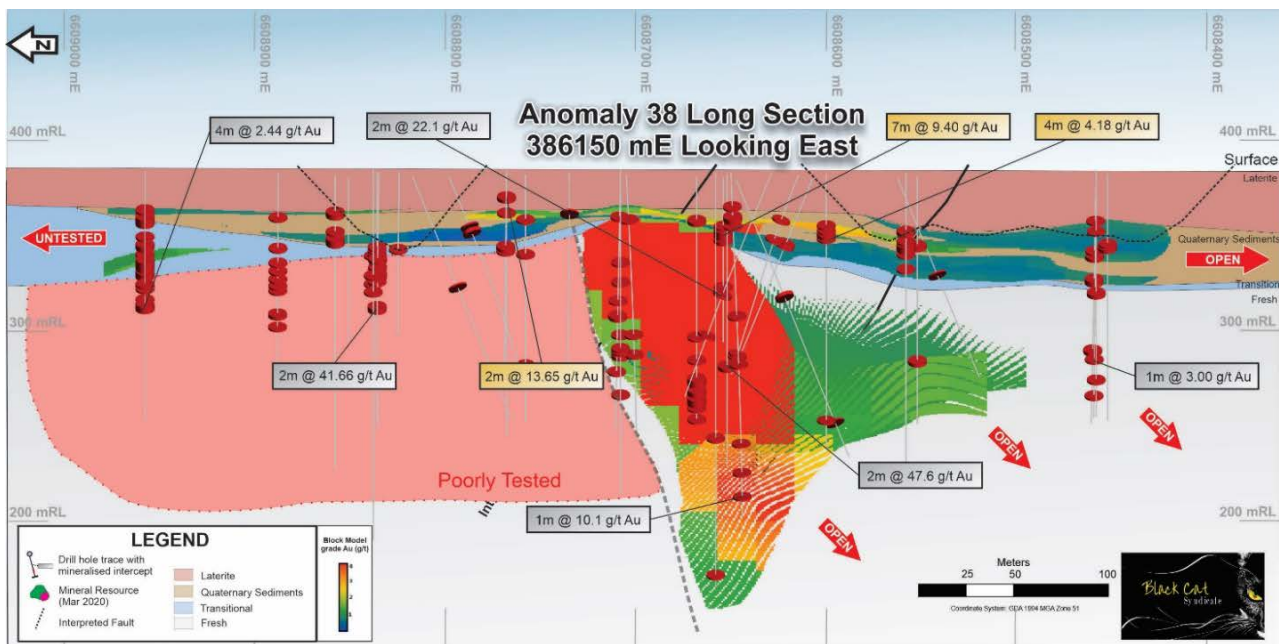 N
6609000 mE
6608900 mE
6608800 mE
6608700 mE
6608600 mE
6608500 mE
6608400 mE
400 mRL
400 mRL
Anomaly 38 Long Section
386150 mE Looking East
4m @ 2.44 g/t Au
2m @ 22.1 g/t Au
7m @ 9.40 g/t Au
4m @ 4.18 g/t Au
Surface
Laterite
UNTESTED
Quaternary Sediments
OPEN
Transition
Fresh
300 mRL
300 mRL
2m @ 41.66 g/t Au
2m @ 13.65 g/t Au
1m @ 3.00 g/t Au
OPEN
OPEN
Poorly Tested
2m @ 47.6 g/t Au
Int
1m @ 10.1 g/t Au
200 mRL
200 mRL
OPEN
LEGEND
Drill hole trace with
mineralised intercept
Mineral Resource
(Mar 2020)
Interpreted Fault
Laterite
Quaternary Sediments
Transitional
Fresh
Block Model
grade Au (g/t)
Meters
25 50 100
Coordinate System: GDA 1994 MGA Zone 51
Black Cat
Syndicate